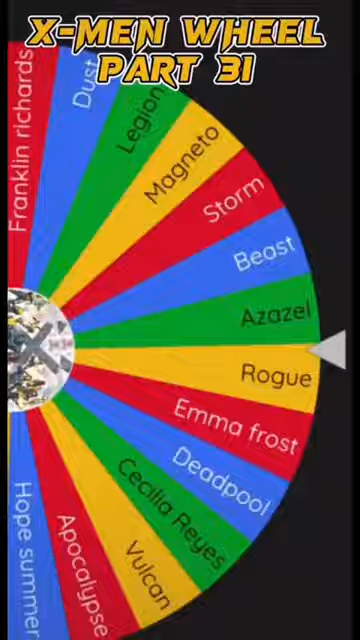 X-MEN WHEEL
PART 31
Franklin richards
Dust
Legion
Magneto
Storm
Beast
Azazel
Rogue
Emma frost
Deadpool
Cecilia Reyes
Vulcan
Apocalypse
Hope summer